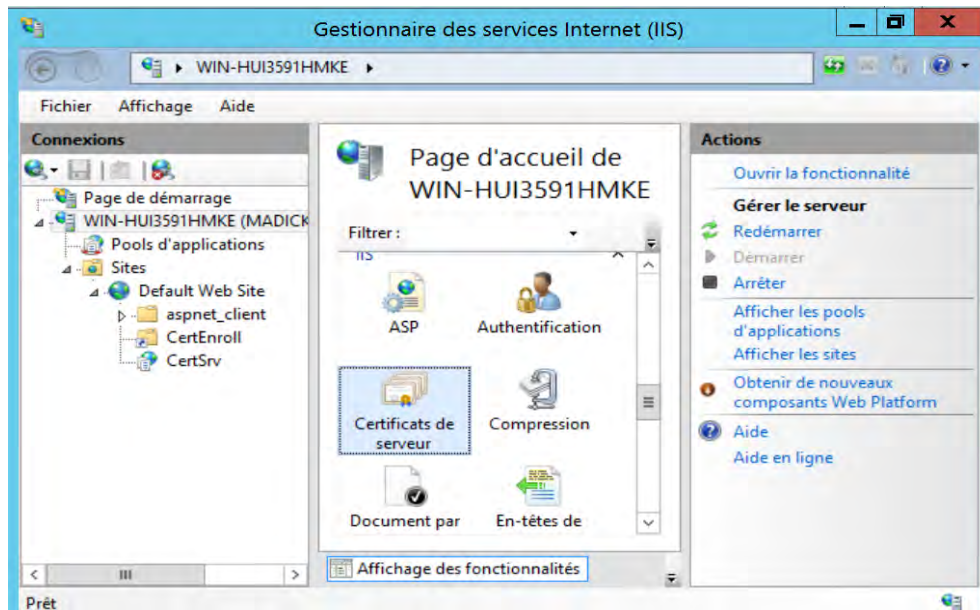 Gestionnaire des services Internet (IIS)
WIN-HUI3591HMKE
Fichier Affichage Aide
Connexions
Page de démarrage
WIN-HUI3591HMKE (MADICK
Pools d'applications
Sites
Default Web Site
aspnet_client
CertEnroll
CertSrv
Page d'accueil de
WIN-HUI3591HMKE
Filtrer :
IIS
ASP
Authentification
Certificats de
serveur
Compression
Document par
En-têtes de
Affichage des fonctionnalités
Actions
Ouvrir la fonctionnalité
Gérer le serveur
Redémarrer
Démarrer
Arrêter
Afficher les pools
d'applications
Afficher les sites
Obtenir de nouveaux
composants Web Platform
Aide
Aide en ligne
Prêt